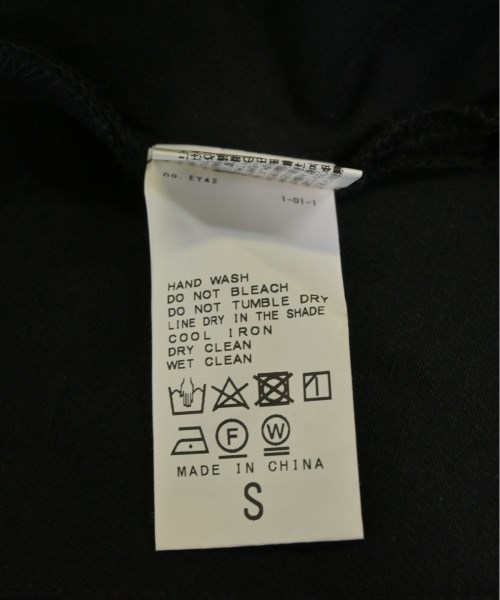 no. EY42
1-01-1
HAND WASH
DO NOT BLEACH
DO NOT TUMBLE DRY
LINE DRY IN THE SHADE
COOL IRON
DRY CLEAN
WET CLEAN
F W
MADE IN CHINA
S